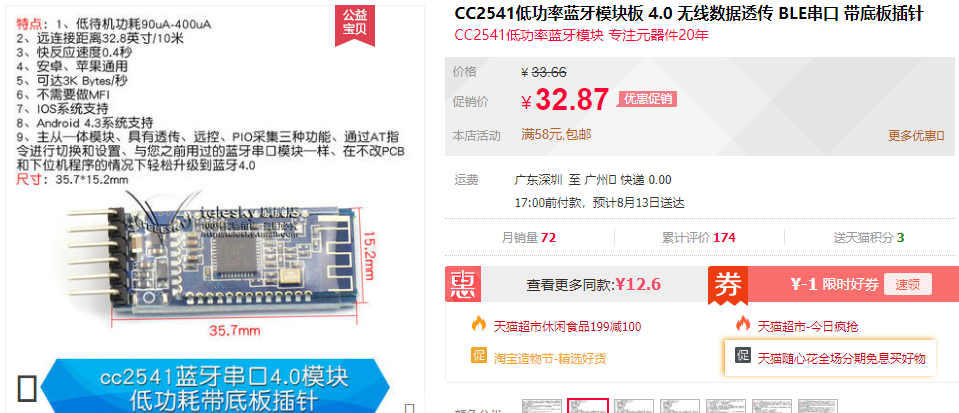 特点：1、低待机功耗90uA-400uA
2、远连接距离32.8英寸/10米
3、快反应速度0.4秒
4、安卓、苹果通用
5、可达3K Bytes/秒
6、不需要做MFI
7、IOS系统支持
8、Android 4.3系统支持
9、主从一体模块、具有透传、远控、PIO采集三种功能、通过AT指
令进行切换和设置、与您之前用过的蓝牙串口模块一样、在不改PCB
和下位机程序的情况下轻松升级到蓝牙4.0
尺寸：35.7*15.2mm
公益
宝贝
telesky旗舰店
TELESKY
15.2mm
35.7mm
cc2541蓝牙串口4.0模块
低功耗带底板插针
CC2541低功率蓝牙模块板 4.0 无线数据透传 BLE串口 带底板插针
CC2541低功率蓝牙模块 专注元器件20年
价格 ¥33.66
促销价 ¥32.87 优惠促销
本店活动 满58元,包邮 更多优惠
运费 广东深圳 至 广州 快递 0.00
17:00前付款，预计8月13日送达
月销量 72 累计评价 174 送天猫积分 3
惠 查看更多同款:¥12.6 券 ¥-1 限时好券 速领
天猫超市休闲食品199减100 天猫超市-今日疯抢
促 淘宝造物节-精选好货 促 天猫随心花全场分期免息买好物